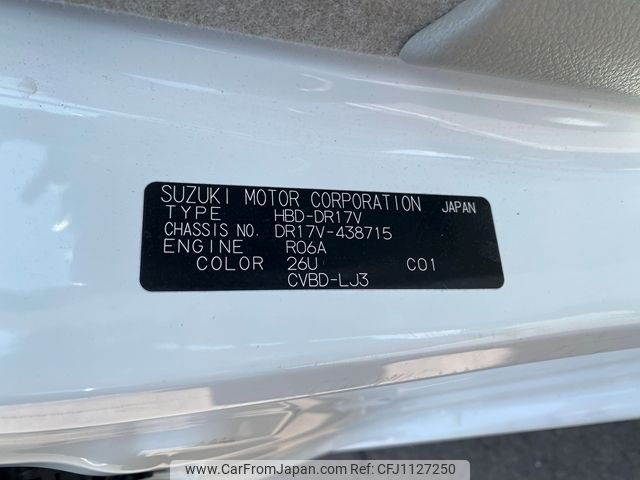 SUZUKI MOTOR CORPORATION JAPAN
TYPE HBD-DR17V
CHASSIS NO. DR17V-438715
ENGINE R06A
COLOR 26U C01
CVBD-LJ3
www.CarFromJapan.com REF#CFJ1127250